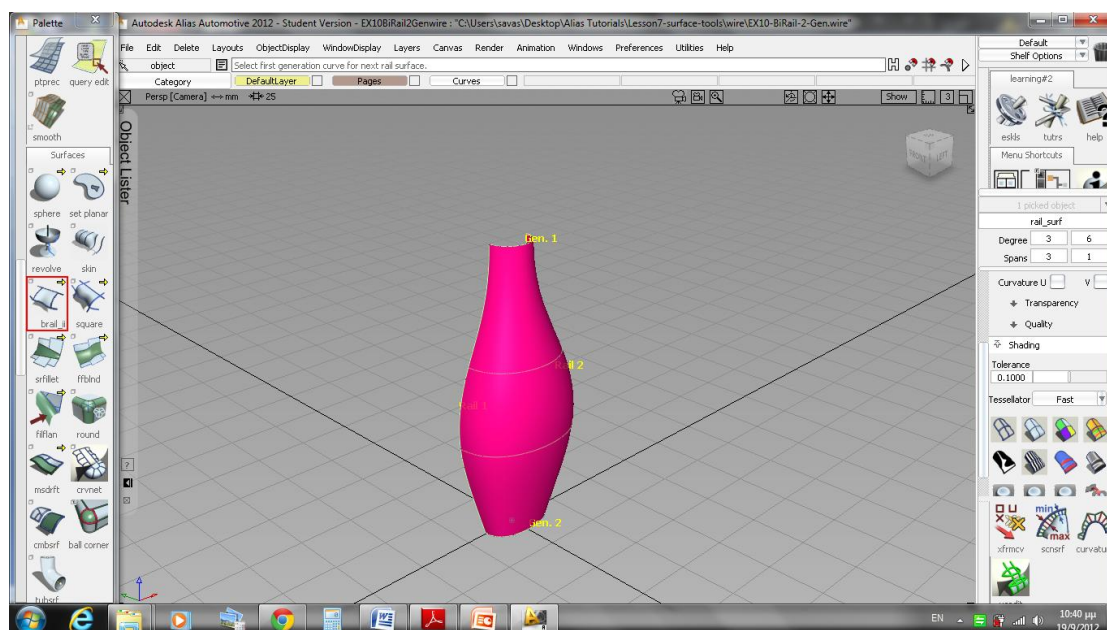 Palette X
Autodesk Alias Automotive 2012 - Student Version - EX10BiRail2Genwire : "C:\Users\savas\Desktop\Alias Tutorials\Lesson7-surface-tools\wire\EX10-BiRail-2-Gen.wire"
File Edit Delete Layouts ObjectDisplay WindowDisplay Layers Canvas Render Animation Windows Preferences Utilities Help
object Select first generation curve for next rail surface.
Category DefaultLayer Pages Curves
Persp [Camera] mm 25 Show 3
Object Lister
ptprec query edit
smooth
Surfaces
sphere set planar
revolve skin
brail_ii square
srfillet ffblnd
filflan round
msdrft crvnet
cmbsrf ball corner
tubsrf
Gen. 1
Rail 2
Rail 1
Gen. 2
LEFT
Default
Shelf Options
learning#2
eskls tutrs help
Menu Shortcuts
1 picked object
rail_surf
Degree 3 6
Spans 3 1
Curvature U V
Transparency
Quality
Shading
Tolerance
0.1000
Tessellator Fast
min
max
xfrmcv scnsrf curvatu
EN 10:40 μμ
19/9/2012